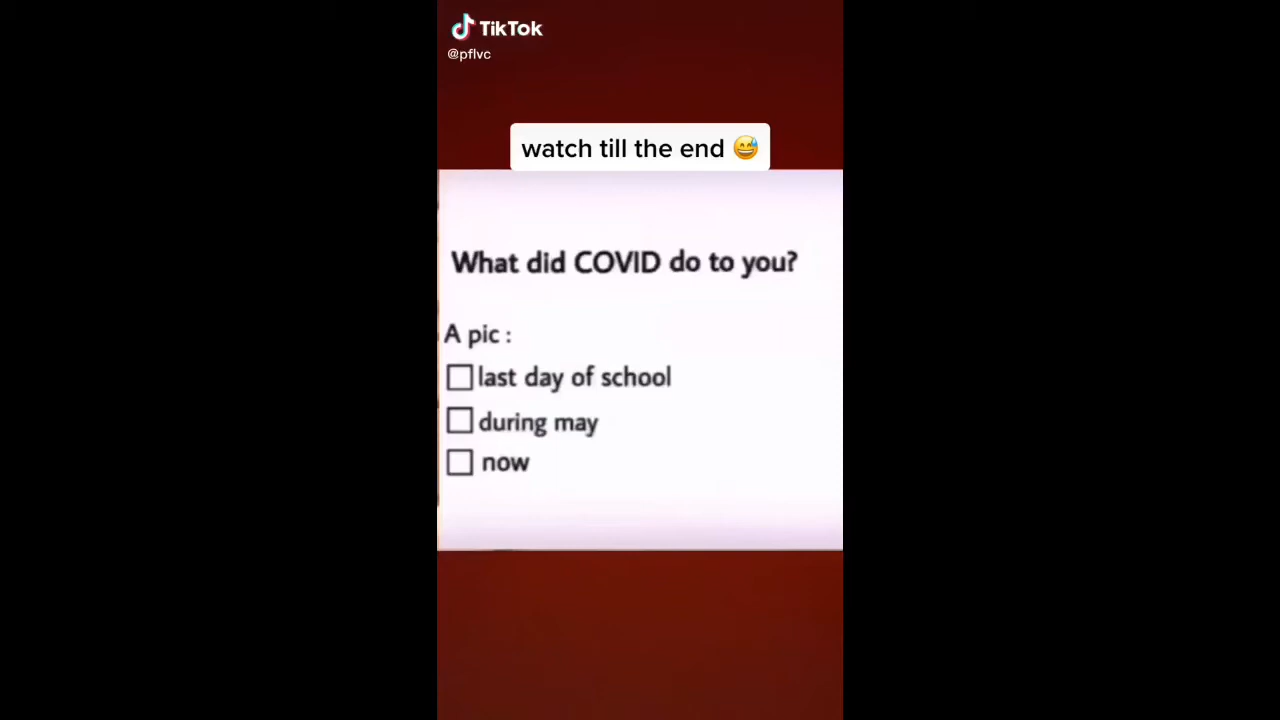 TikTok
@pflvc
watch till the end 😅
What did COVID do to you?
A pic :
last day of school
during may
now